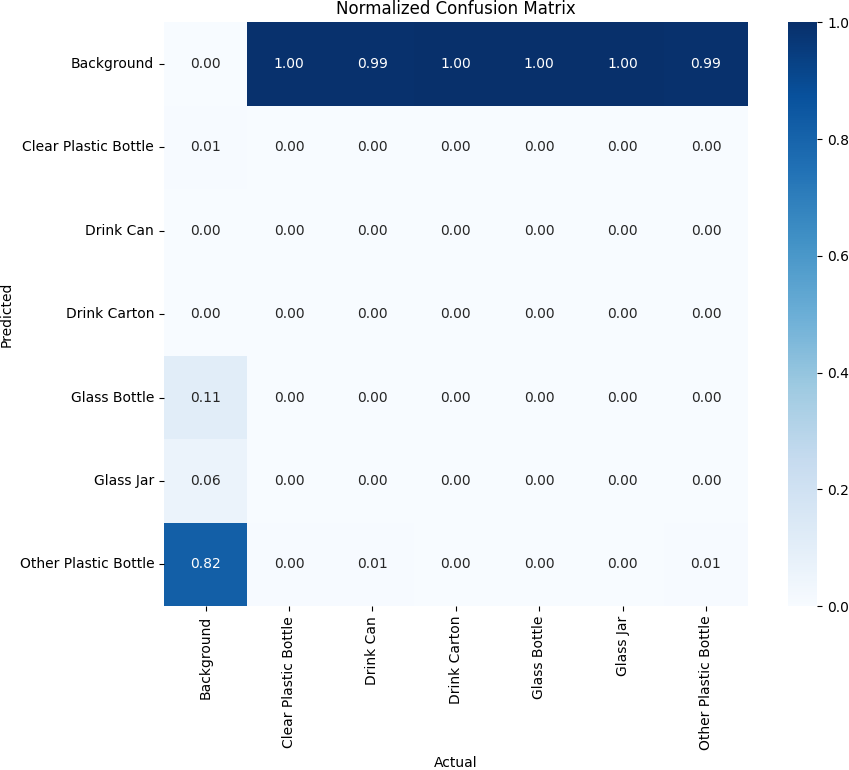 Normalized Confusion Matrix
Background 0.00 1.00 0.99 1.00 1.00 1.00 0.99 1.0
Clear Plastic Bottle 0.01 0.00 0.00 0.00 0.00 0.00 0.00 0.8
Drink Can 0.00 0.00 0.00 0.00 0.00 0.00 0.00 0.6
Drink Carton 0.00 0.00 0.00 0.00 0.00 0.00 0.00
Predicted
Glass Bottle 0.11 0.00 0.00 0.00 0.00 0.00 0.00 0.4
Glass Jar 0.06 0.00 0.00 0.00 0.00 0.00 0.00 0.2
Other Plastic Bottle 0.82 0.00 0.01 0.00 0.00 0.00 0.01 0.0
Background
Clear Plastic Bottle
Drink Can
Drink Carton
Glass Bottle
Glass Jar
Other Plastic Bottle
Actual